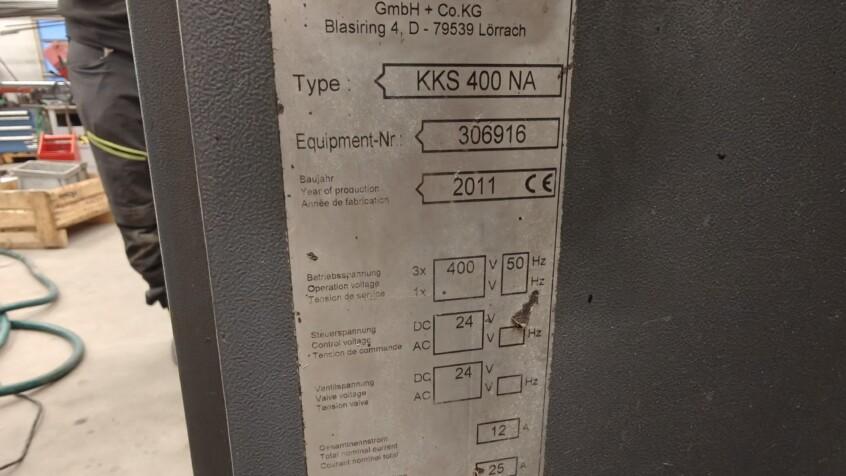 GmbH + Co.KG
Blasiring 4, D - 79539 Lörrach
Type : KKS 400 NA
Equipment-Nr.: 306916
Baujahr
Year of production 2011 CE
Année de fabrication
Betriebsspannung 3x 400 V 50 Hz
Operation voltage
Tension de service 1x V Hz
Steuerspannung DC 24 V
Control voltage
Tension de commande AC V Hz
Ventilspannung DC 24 V
Valve voltage
Tension valve AC V Hz
12 A
Total nominal current
Courant nominal total
25 A